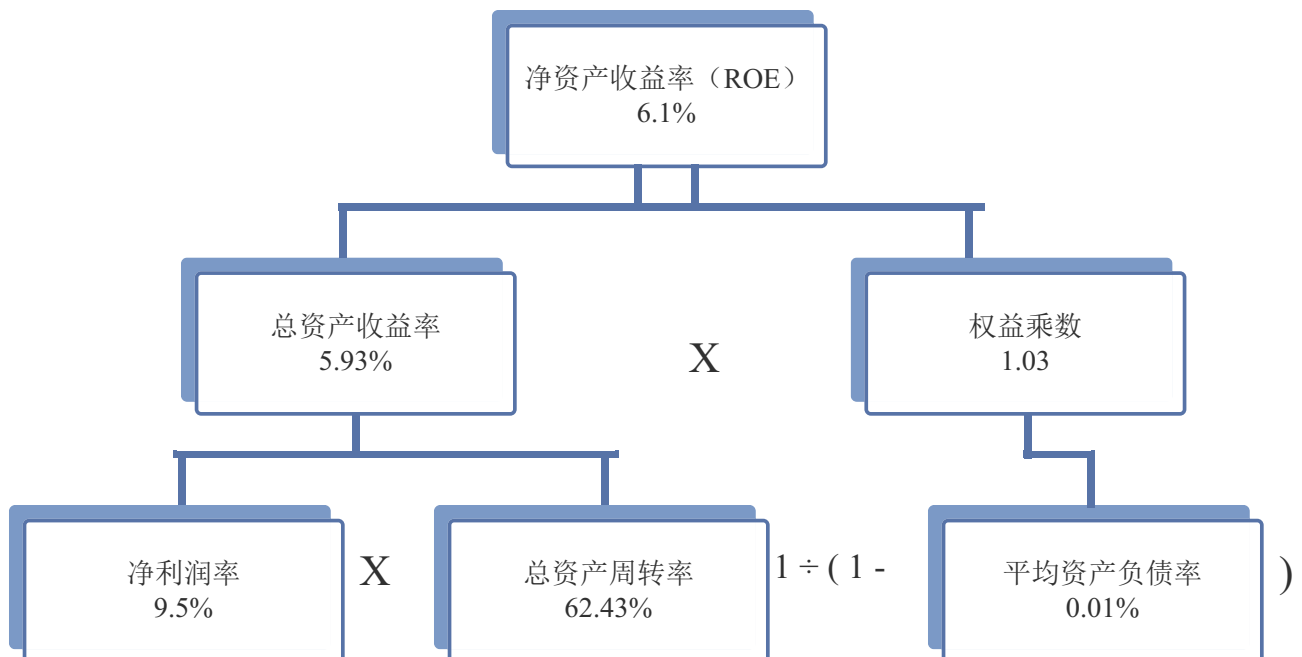 净资产收益率（ROE）
6.1%
总资产收益率
5.93%
X
权益乘数
1.03
净利润率
9.5%
X
总资产周转率
62.43%
1 ÷ ( 1 -
平均资产负债率
0.01%
)